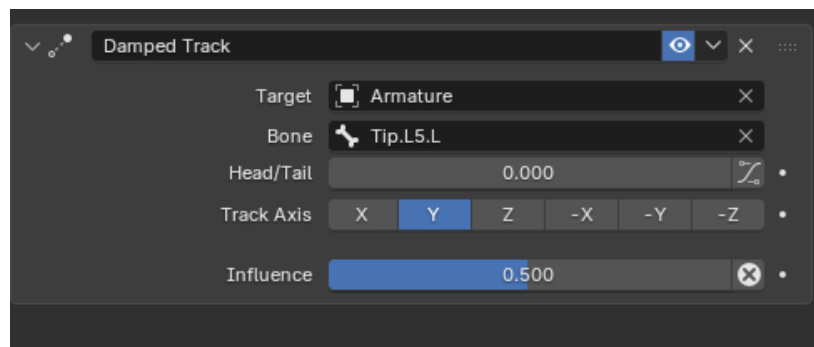 Damped Track
Target Armature
Bone Tip.L5.L
Head/Tail 0.000
Track Axis X Y Z -X -Y -Z
Influence 0.500